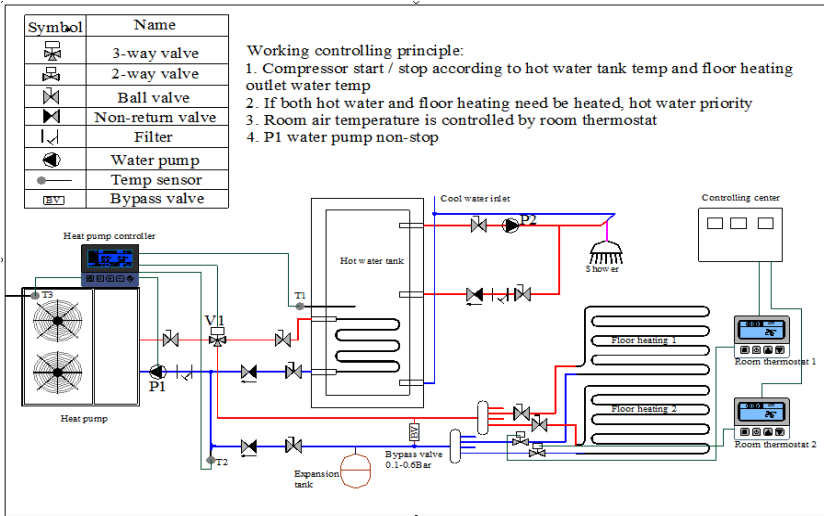 Symbol Name
3-way valve
2-way valve
Ball valve
Non-return valve
Filter
Water pump
Temp sensor
BV Bypass valve
Working controlling principle:
1. Compressor start / stop according to hot water tank temp and floor heating
outlet water temp
2. If both hot water and floor heating need be heated, hot water priority
3. Room air temperature is controlled by room thermostat
4. P1 water pump non-stop
Cool water inlet
Controlling center
P2
Heat pump controller
Hot water tank
Shower
T3
T1
V1
Floor heating 1
Room thermostat 1
P1
Floor heating 2
Heat pump
BV
Room thermostat 2
T2
Bypass valve
0.1-0.6Bar
Expansion
tank